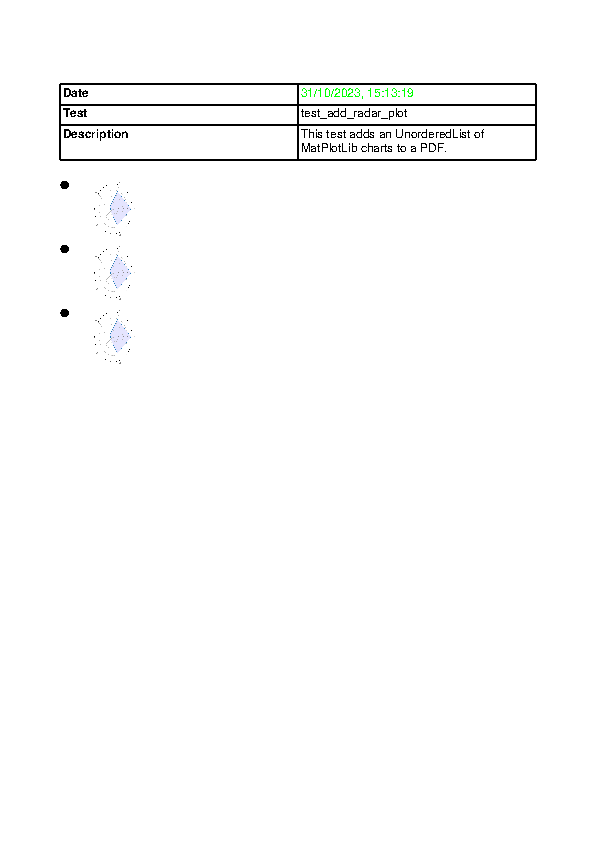 Date 31/10/2023, 15:13:19
Test test_add_radar_plot
Description This test adds an UnorderedList of
MatPlotLib charts to a PDF.